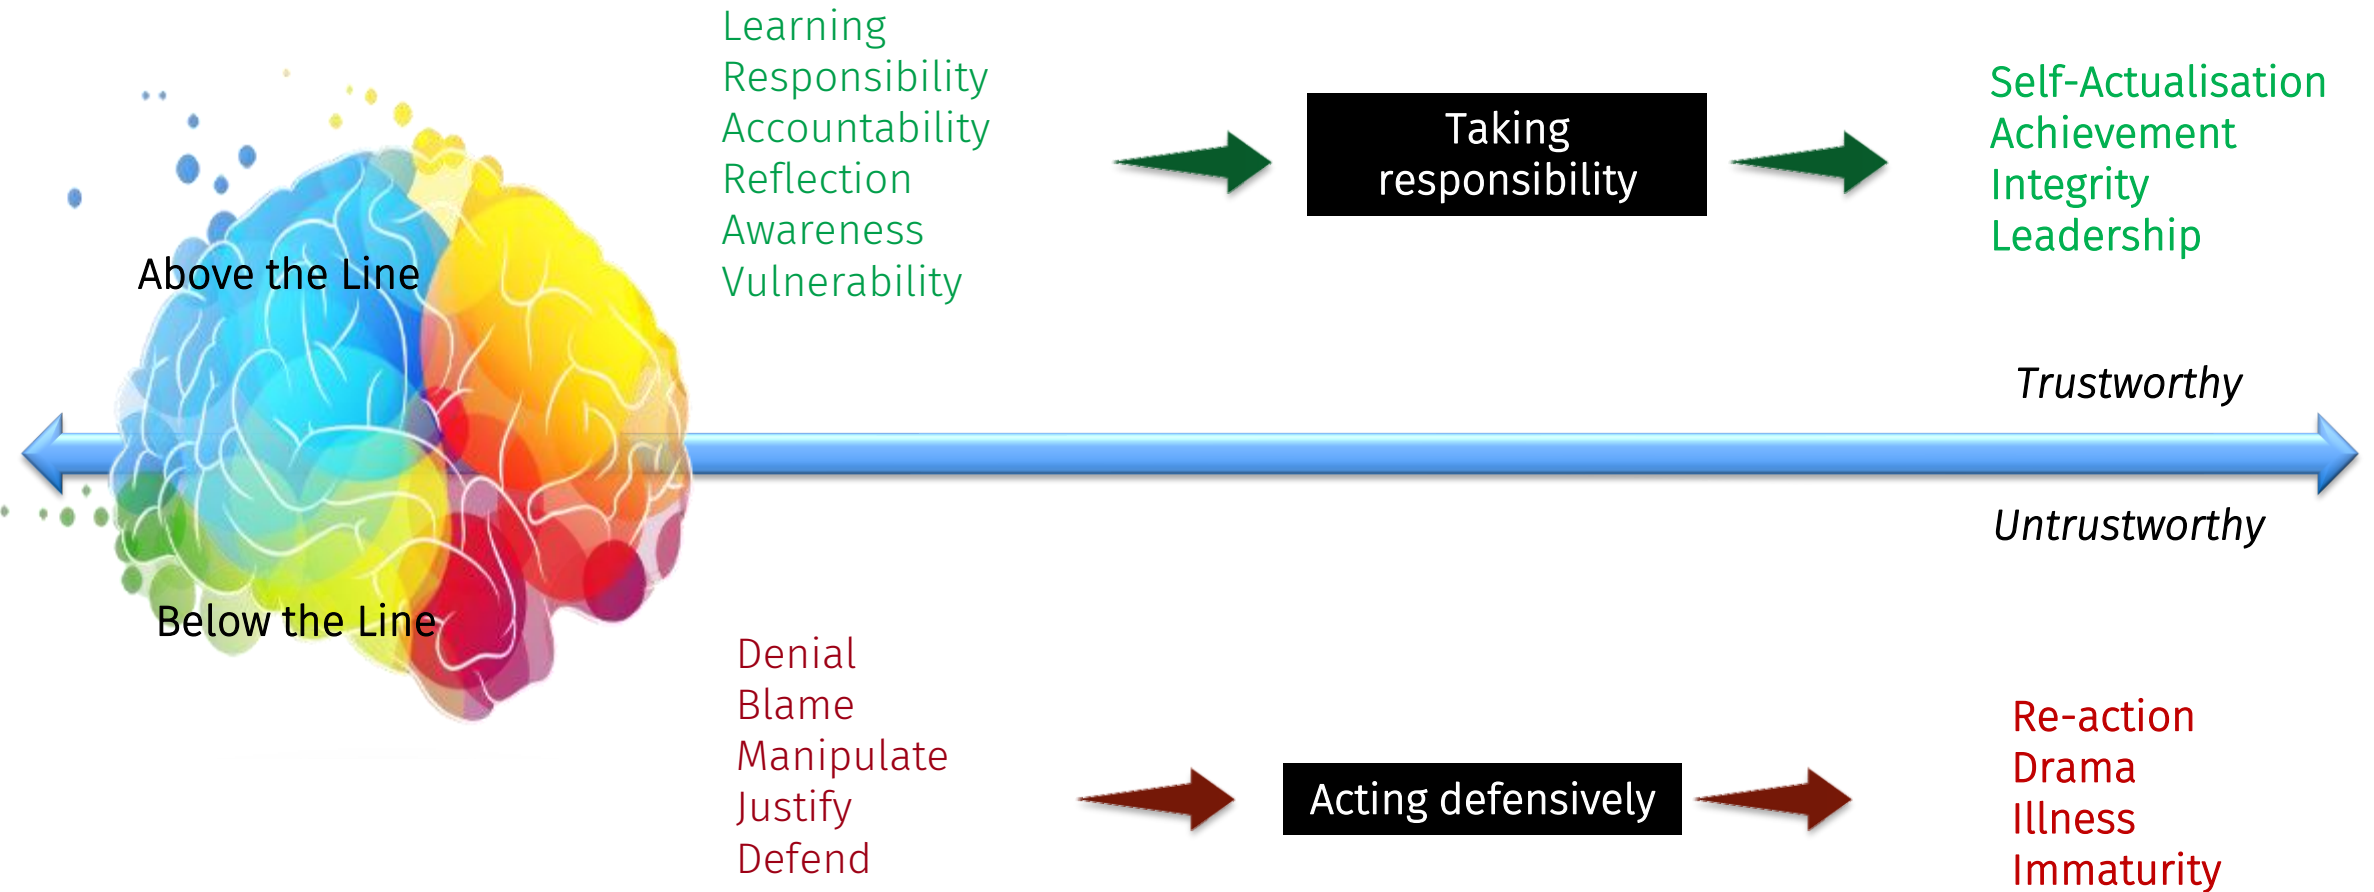 Learning
Responsibility
Accountability
Reflection
Awareness
Vulnerability
Taking
responsibility
Self-Actualisation
Achievement
Integrity
Leadership
Above the Line
Trustworthy
Untrustworthy
Below the Line
Denial
Blame
Manipulate
Justify
Defend
Acting defensively
Re-action
Drama
Illness
Immaturity